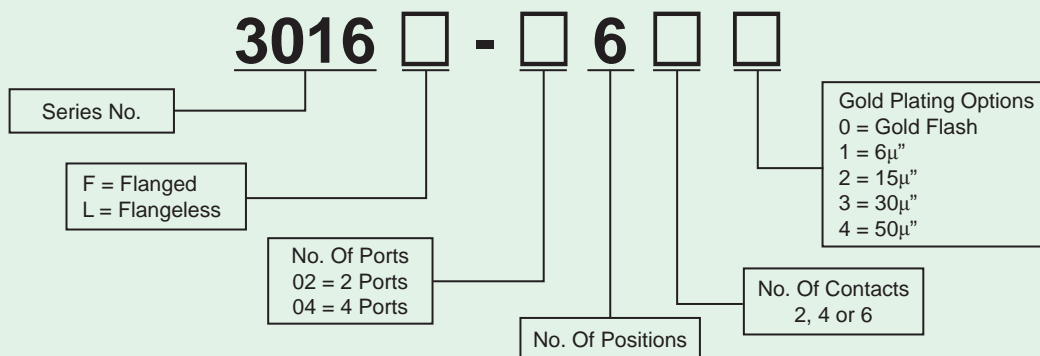 3016 □ - □ 6 □ □
Series No.
F = Flanged
L = Flangeless
No. Of Ports
02 = 2 Ports
04 = 4 Ports
No. Of Positions
No. Of Contacts
2, 4 or 6
Gold Plating Options
0 = Gold Flash
1 = 6µ”
2 = 15µ”
3 = 30µ”
4 = 50µ”